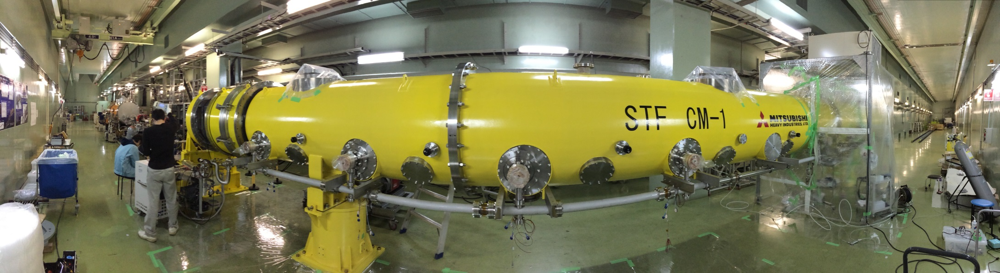 4.9t
DIA
STF CM-1
MITSUBISHI
HEAVY INDUSTRIES, LTD.